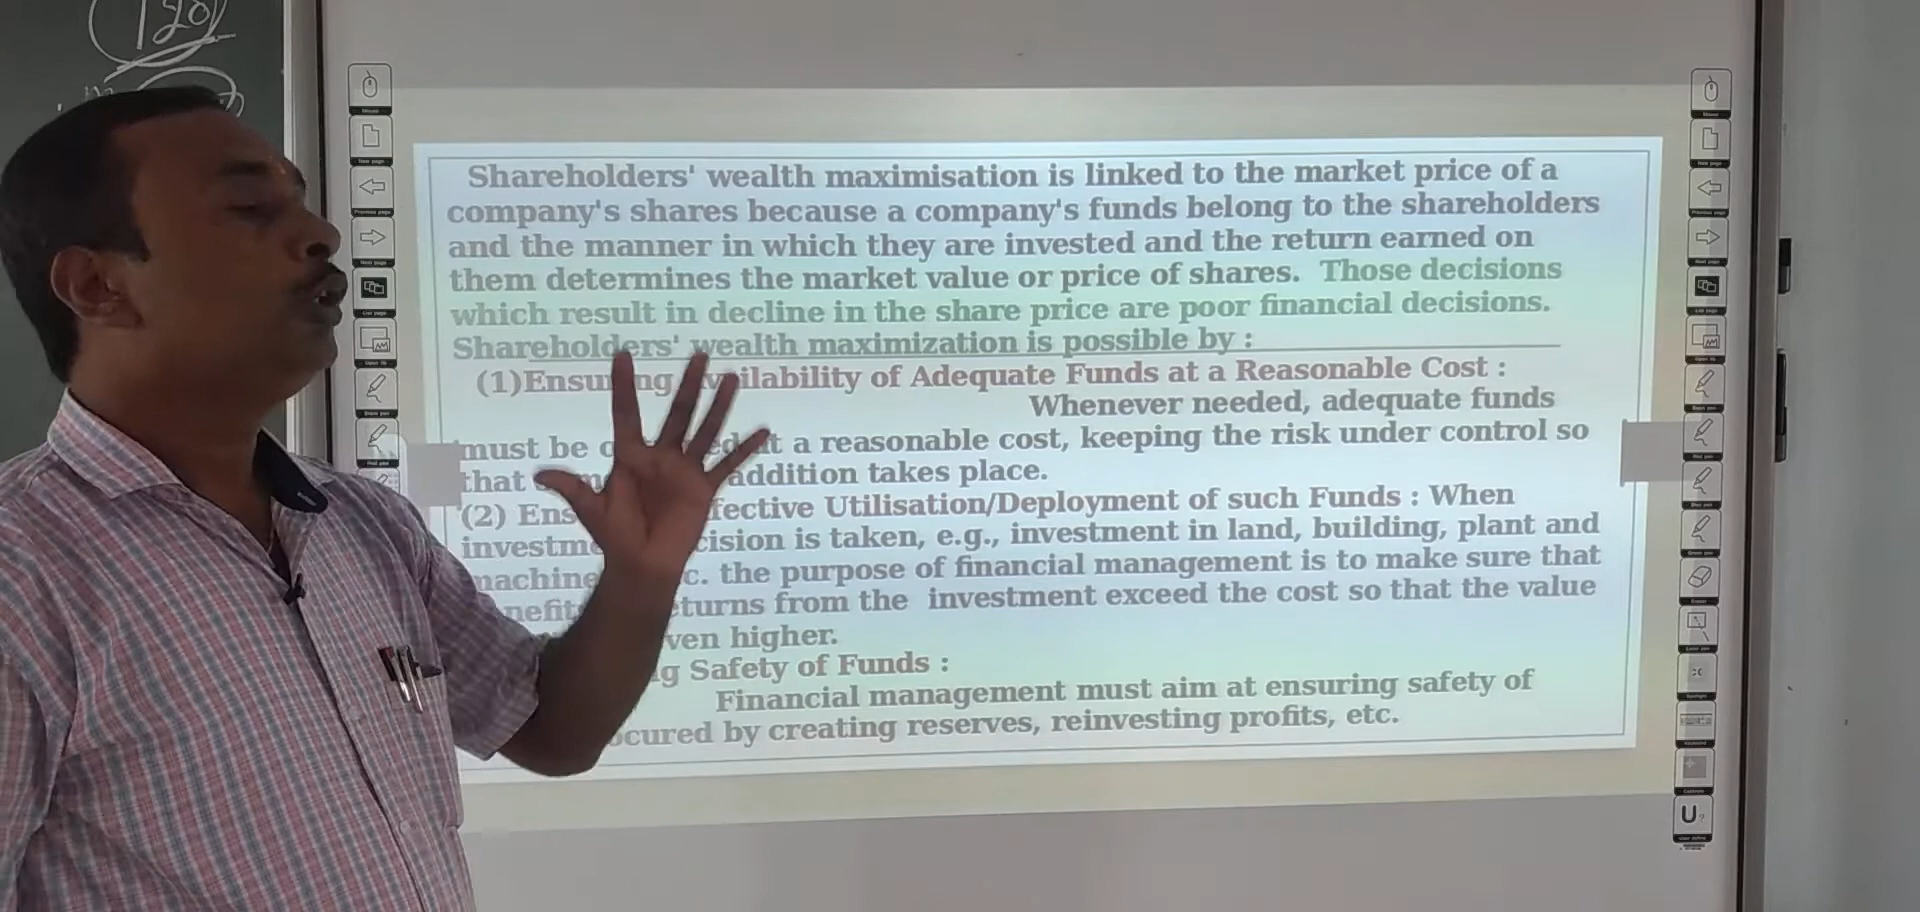 Shareholders' wealth maximisation is linked to the market price of a
company's shares because a company's funds belong to the shareholders
and the manner in which they are invested and the return earned on
them determines the market value or price of shares. Those decisions
which result in decline in the share price are poor financial decisions.
Shareholders' wealth maximization is possible by :
(1)Ensuring Availability of Adequate Funds at a Reasonable Cost :
Whenever needed, adequate funds
must be at a reasonable cost, keeping the risk under control so
that addition takes place.
(2) fective Utilisation/Deployment of such Funds : When
investme cision is taken, e.g., investment in land, building, plant and
machine c. the purpose of financial management is to make sure that
nefit turns from the investment exceed the cost so that the value
ven higher.
g Safety of Funds :
Financial management must aim at ensuring safety of
ocured by creating reserves, reinvesting profits, etc.